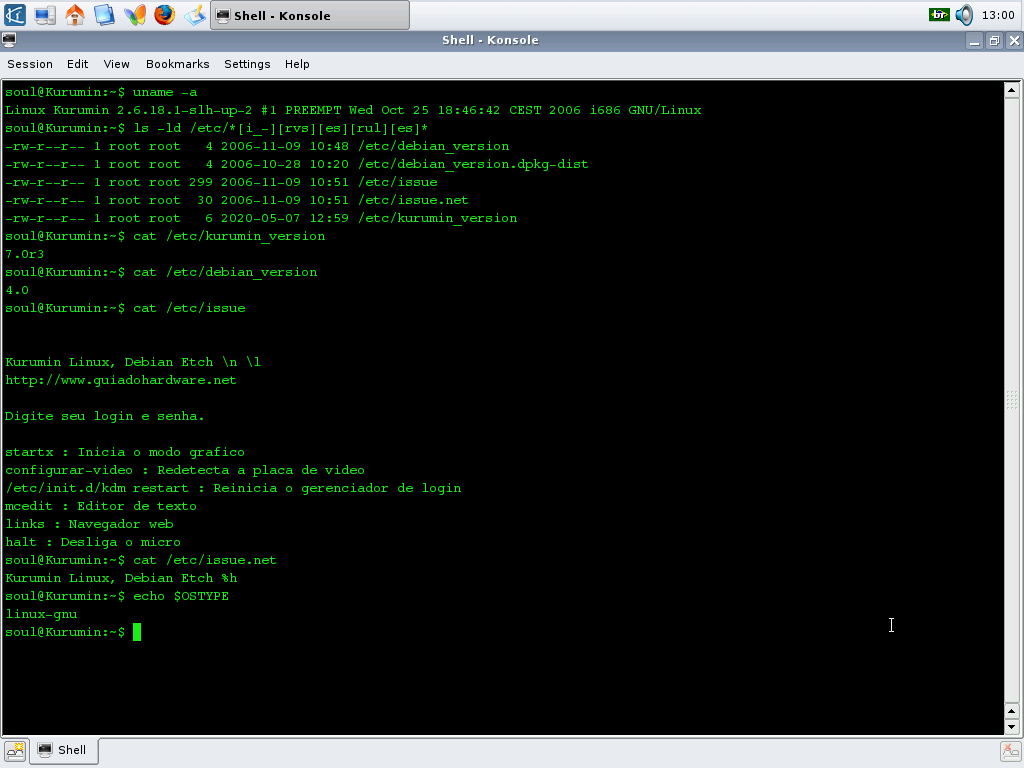 Shell - Konsole
br
13:00
Shell - Konsole
Session Edit View Bookmarks Settings Help
soul@Kurumin:~$ uname -a
Linux Kurumin 2.6.18.1-slh-up-2 #1 PREEMPT Wed Oct 25 18:46:42 CEST 2006 i686 GNU/Linux
soul@Kurumin:~$ ls -ld /etc/*[i_-][rvs][es][rul][es]*
-rw-r--r-- 1 root root   4 2006-11-09 10:48 /etc/debian_version
-rw-r--r-- 1 root root   4 2006-10-28 10:20 /etc/debian_version.dpkg-dist
-rw-r--r-- 1 root root 299 2006-11-09 10:51 /etc/issue
-rw-r--r-- 1 root root  30 2006-11-09 10:51 /etc/issue.net
-rw-r--r-- 1 root root   6 2020-05-07 12:59 /etc/kurumin_version
soul@Kurumin:~$ cat /etc/kurumin_version
7.0r3
soul@Kurumin:~$ cat /etc/debian_version
4.0
soul@Kurumin:~$ cat /etc/issue
Kurumin Linux, Debian Etch \n \l
http://www.guiadohardware.net
Digite seu login e senha.
startx : Inicia o modo grafico
configurar-video : Redetecta a placa de video
/etc/init.d/kdm restart : Reinicia o gerenciador de login
mcedit : Editor de texto
links : Navegador web
halt : Desliga o micro
soul@Kurumin:~$ cat /etc/issue.net
Kurumin Linux, Debian Etch %h
soul@Kurumin:~$ echo $OSTYPE
linux-gnu
soul@Kurumin:~$
Shell